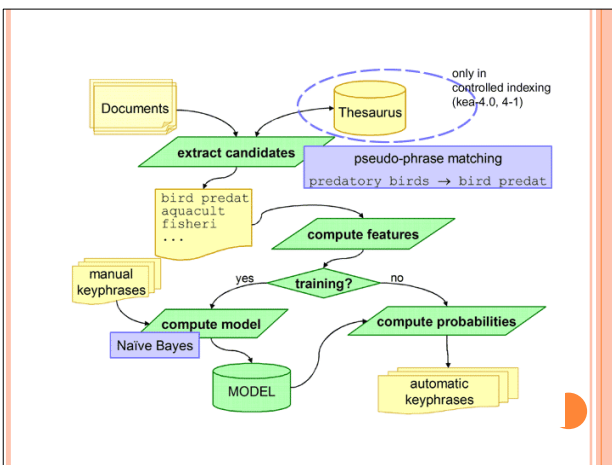 only in
controlled indexing
(kea-4.0, 4-1)
Documents
Thesaurus
extract candidates
pseudo-phrase matching
predatory birds → bird predat
bird predat
aquacult
fisheri
...
compute features
manual
keyphrases
yes
training?
no
compute model
compute probabilities
Naïve Bayes
MODEL
automatic
keyphrases